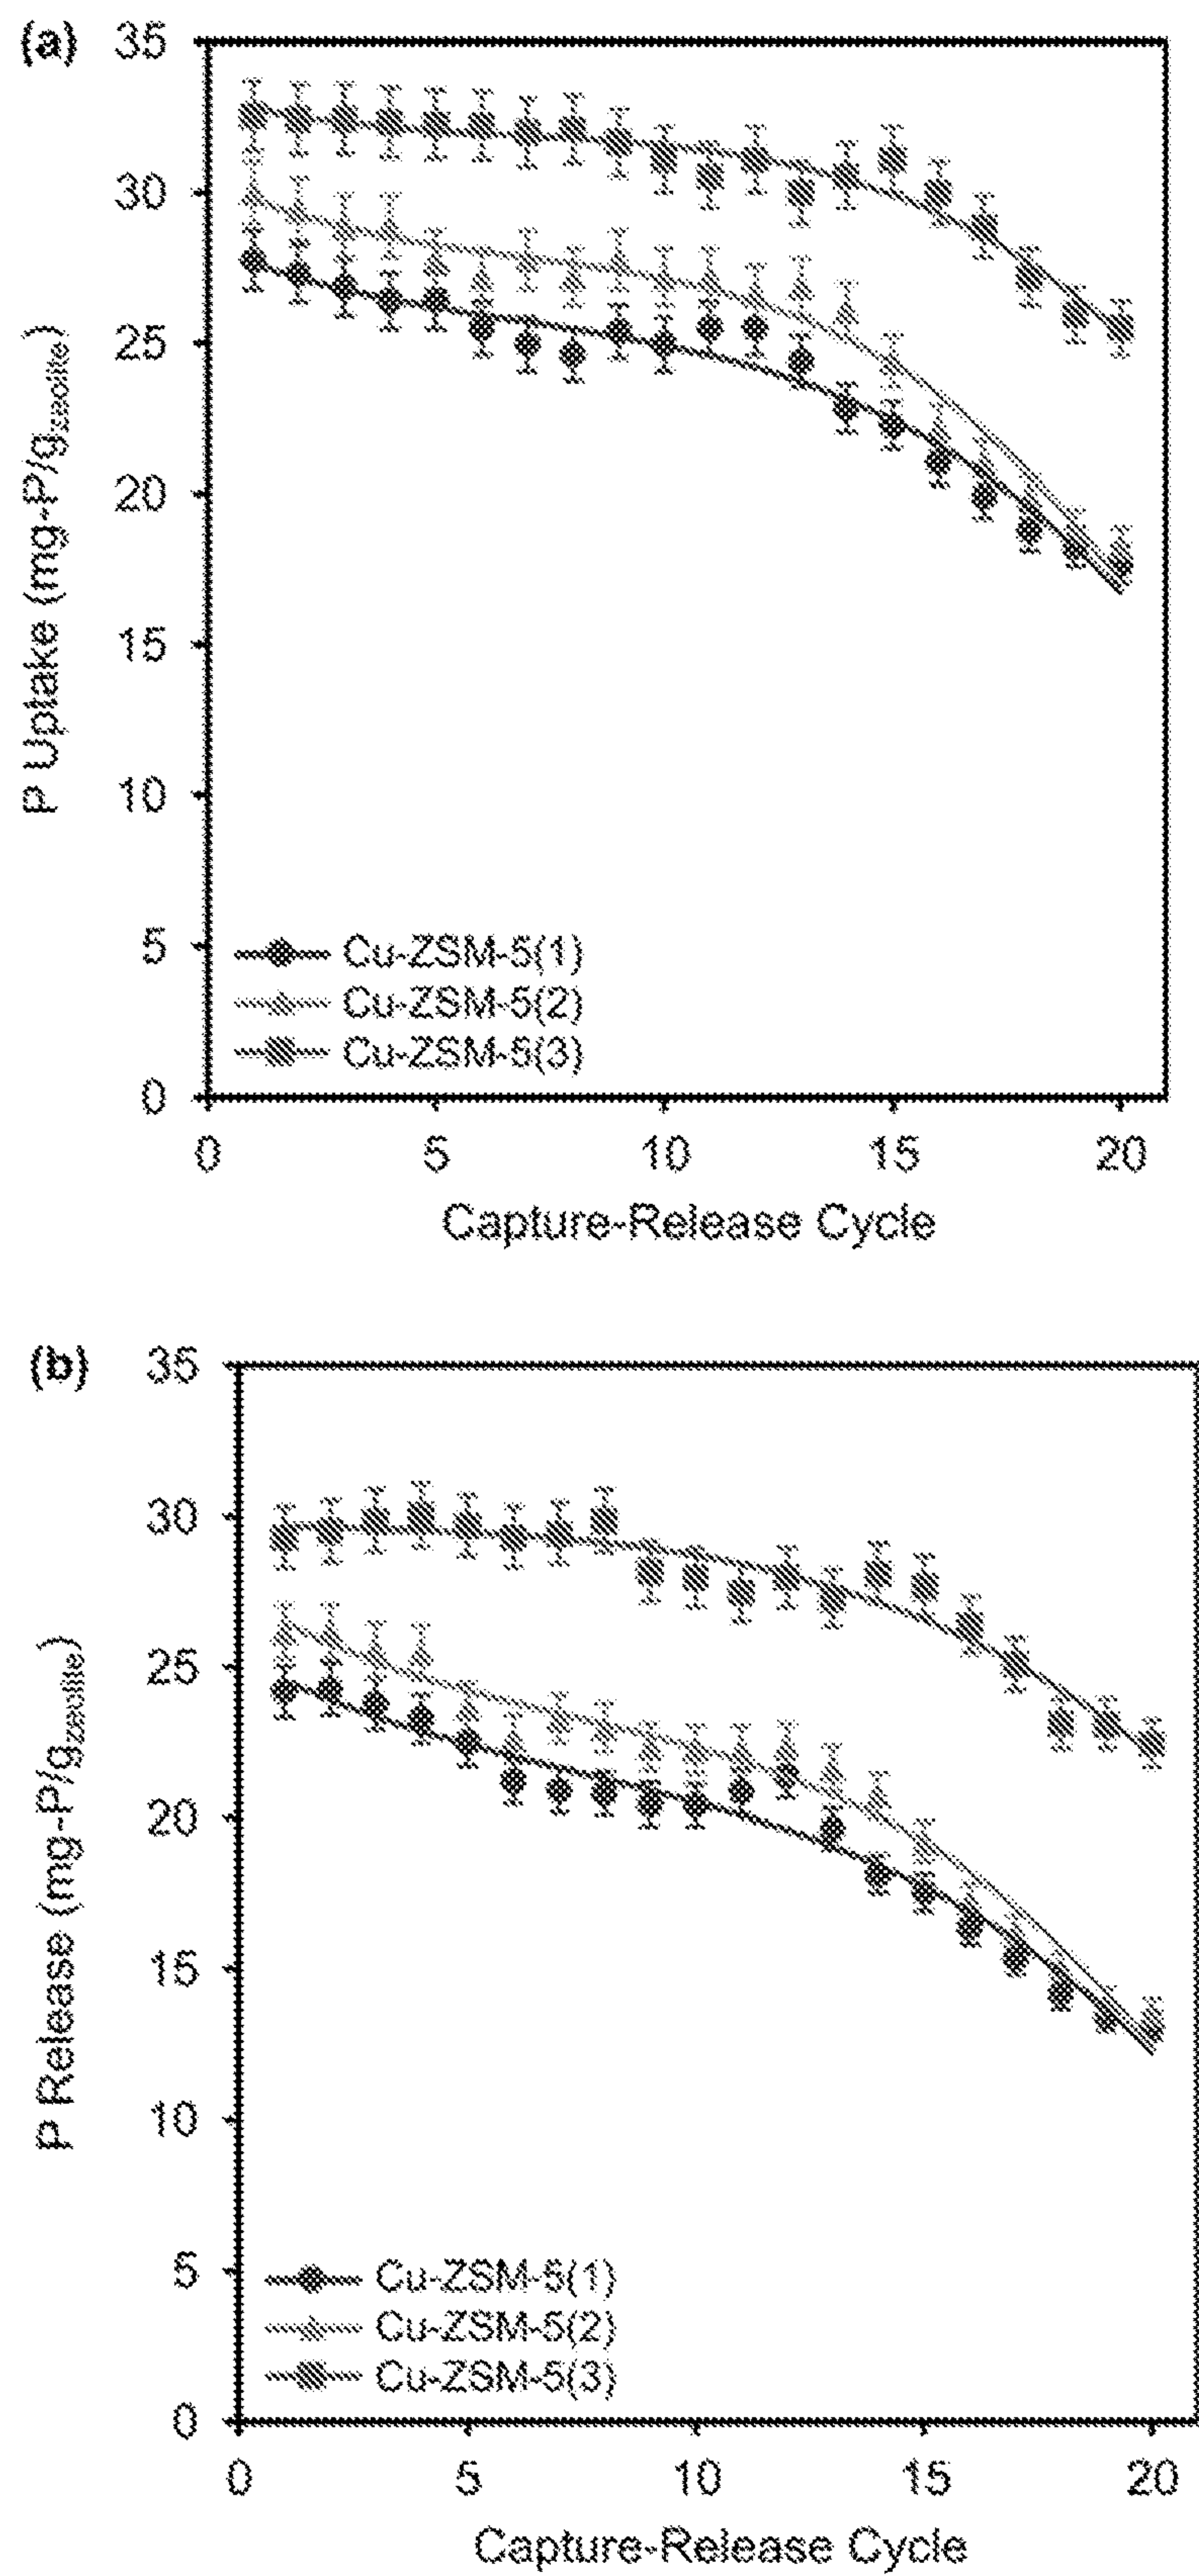 (a)
35
30
25
20
15
10
5
0
P Uptake (mg-P/gzeolite)
Cu-ZSM-5(1)
Cu-ZSM-5(2)
Cu-ZSM-5(3)
0 5 10 15 20
Capture-Release Cycle
(b)
35
30
25
20
15
10
5
0
P Release (mg-P/gzeolite)
Cu-ZSM-5(1)
Cu-ZSM-5(2)
Cu-ZSM-5(3)
0 5 10 15 20
Capture-Release Cycle